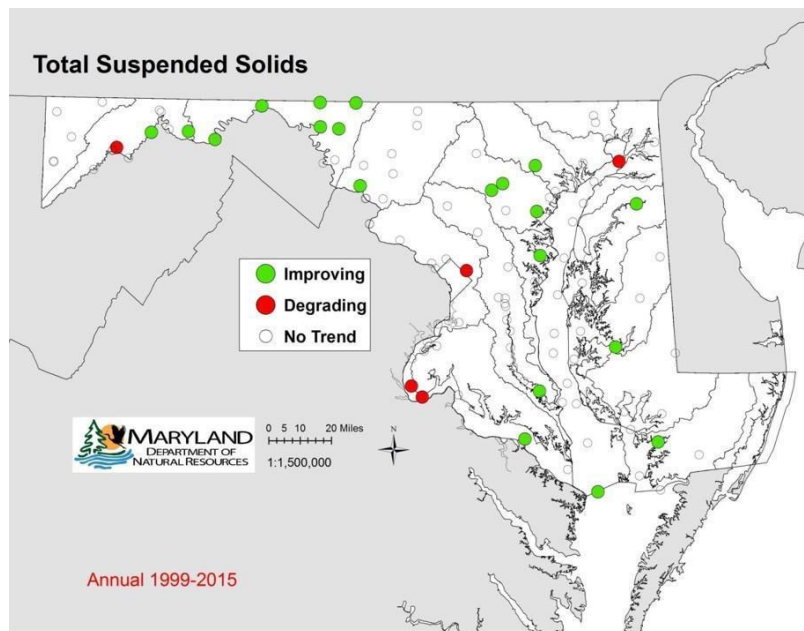 Total Suspended Solids
Improving
Degrading
No Trend
MARYLAND
DEPARTMENT OF
NATURAL RESOURCES
0 5 10 20 Miles
1:1,500,000
N
Annual 1999-2015